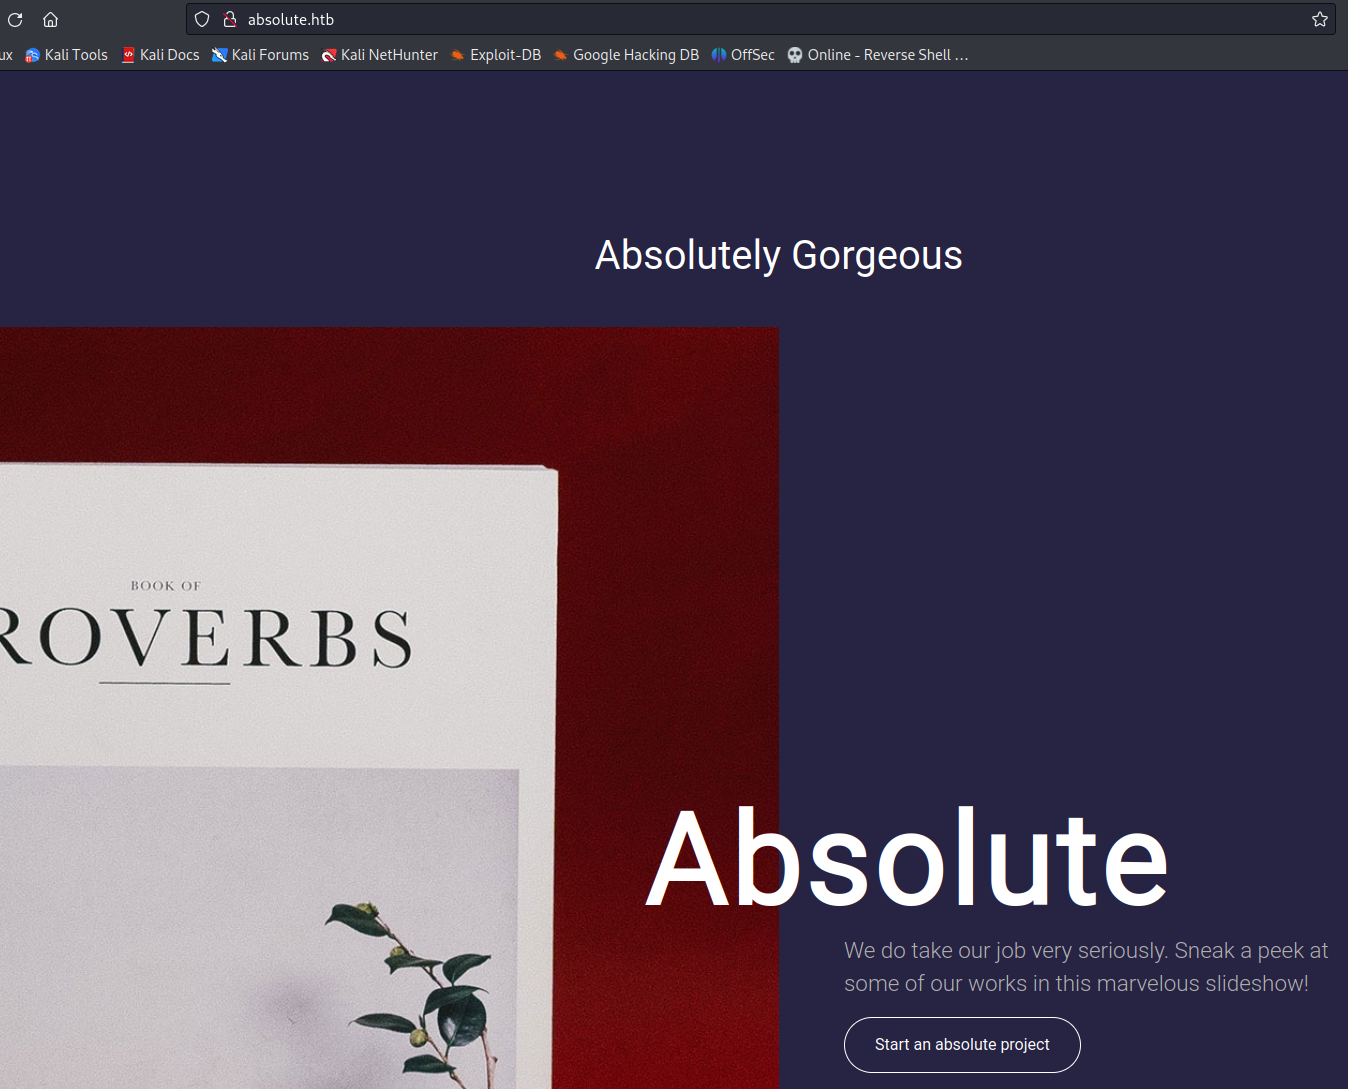 absolute.htb
ux Kali Tools Kali Docs Kali Forums Kali NetHunter Exploit-DB Google Hacking DB OffSec Online - Reverse Shell ...
Absolutely Gorgeous
BOOK OF
ROVERBS
Absolute
We do take our job very seriously. Sneak a peek at
some of our works in this marvelous slideshow!
Start an absolute project